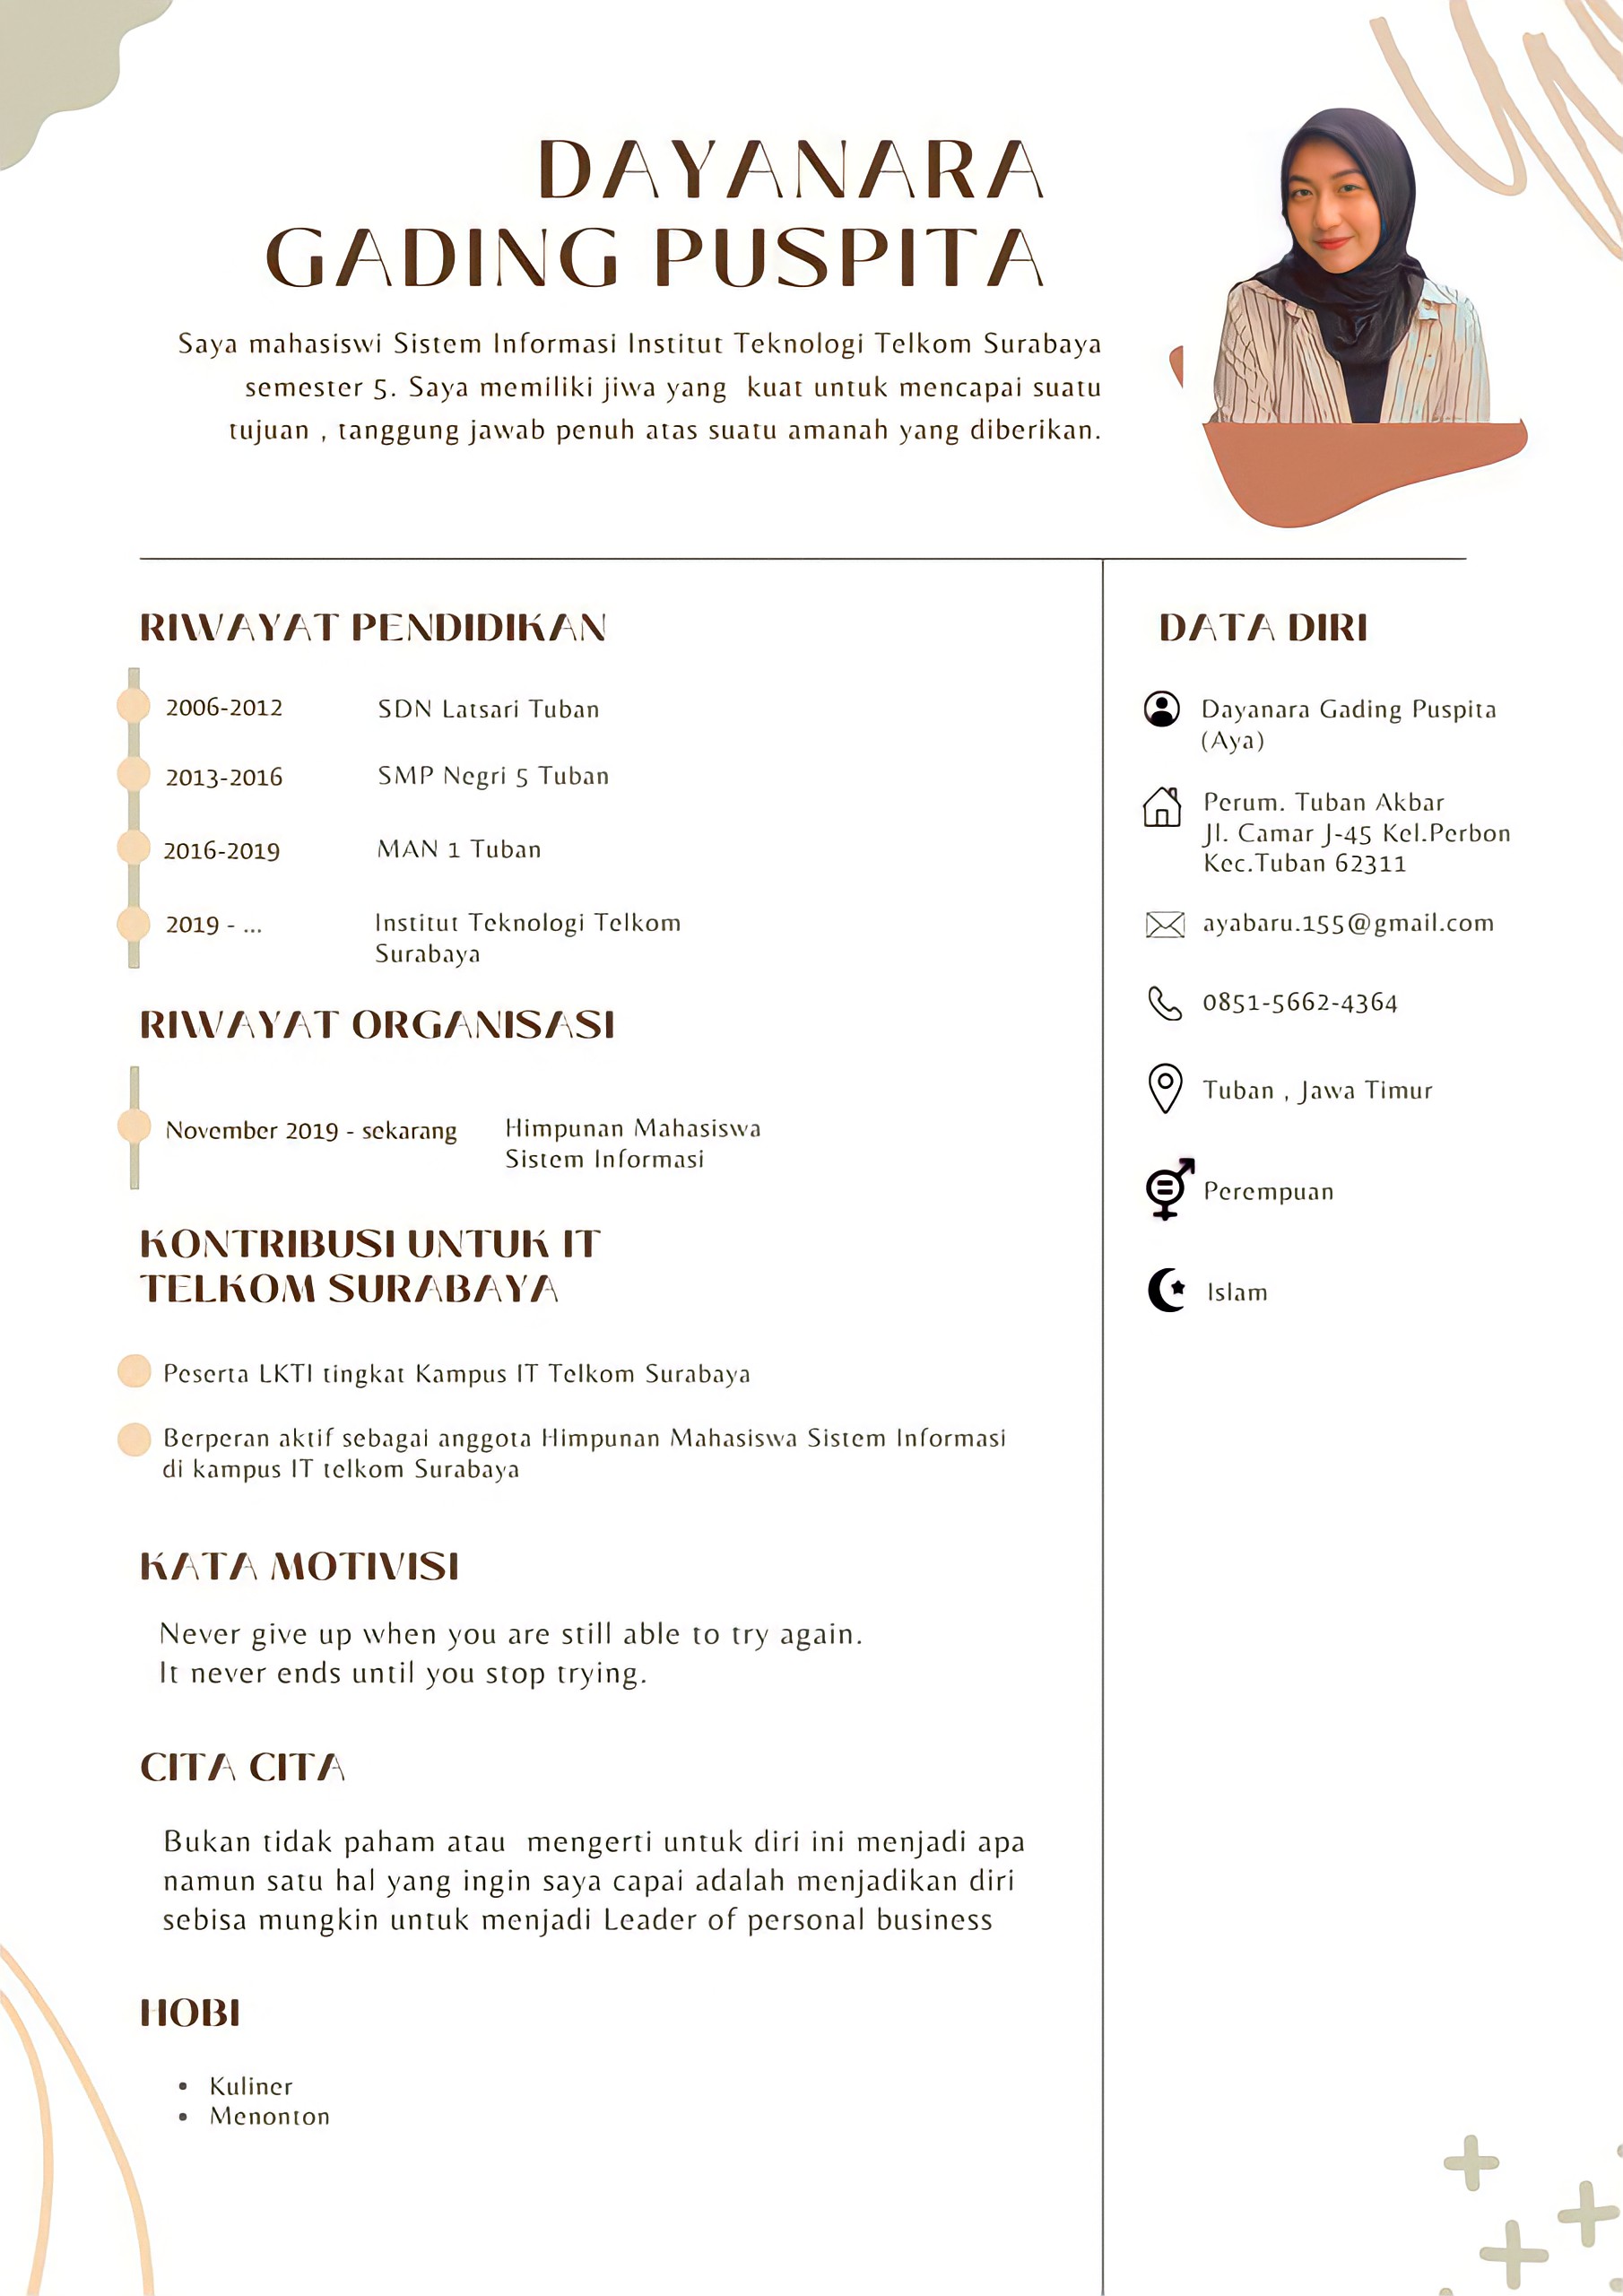 DAYANARA
GADING PUSPITA
Saya mahasiswi Sistem Informasi Institut Teknologi Telkom Surabaya
semester 5. Saya memiliki jiwa yang  kuat untuk mencapai suatu
tujuan , tanggung jawab penuh atas suatu amanah yang diberikan.
RIWAYAT PENDIDIKAN
2006-2012 SDN Latsari Tuban
2013-2016 SMP Negri 5 Tuban
2016-2019 MAN 1 Tuban
2019 - ... Institut Teknologi Telkom
Surabaya
RIWAYAT ORGANISASI
November 2019 - sekarang Himpunan Mahasiswa
Sistem Informasi
KONTRIBUSI UNTUK IT
TELKOM SURABAYA
Peserta LKTI tingkat Kampus IT Telkom Surabaya
Berperan aktif sebagai anggota Himpunan Mahasiswa Sistem Informasi
di kampus IT telkom Surabaya
KATA MOTIVISI
Never give up when you are still able to try again.
It never ends until you stop trying.
CITA CITA
Bukan tidak paham atau  mengerti untuk diri ini menjadi apa
namun satu hal yang ingin saya capai adalah menjadikan diri
sebisa mungkin untuk menjadi Leader of personal business
HOBI
• Kuliner
• Menonton
DATA DIRI
Dayanara Gading Puspita
(Aya)
Perum. Tuban Akbar
Jl. Camar J-45 Kel.Perbon
Kec.Tuban 62311
ayabaru.155@gmail.com
0851-5662-4364
Tuban , Jawa Timur
Perempuan
Islam